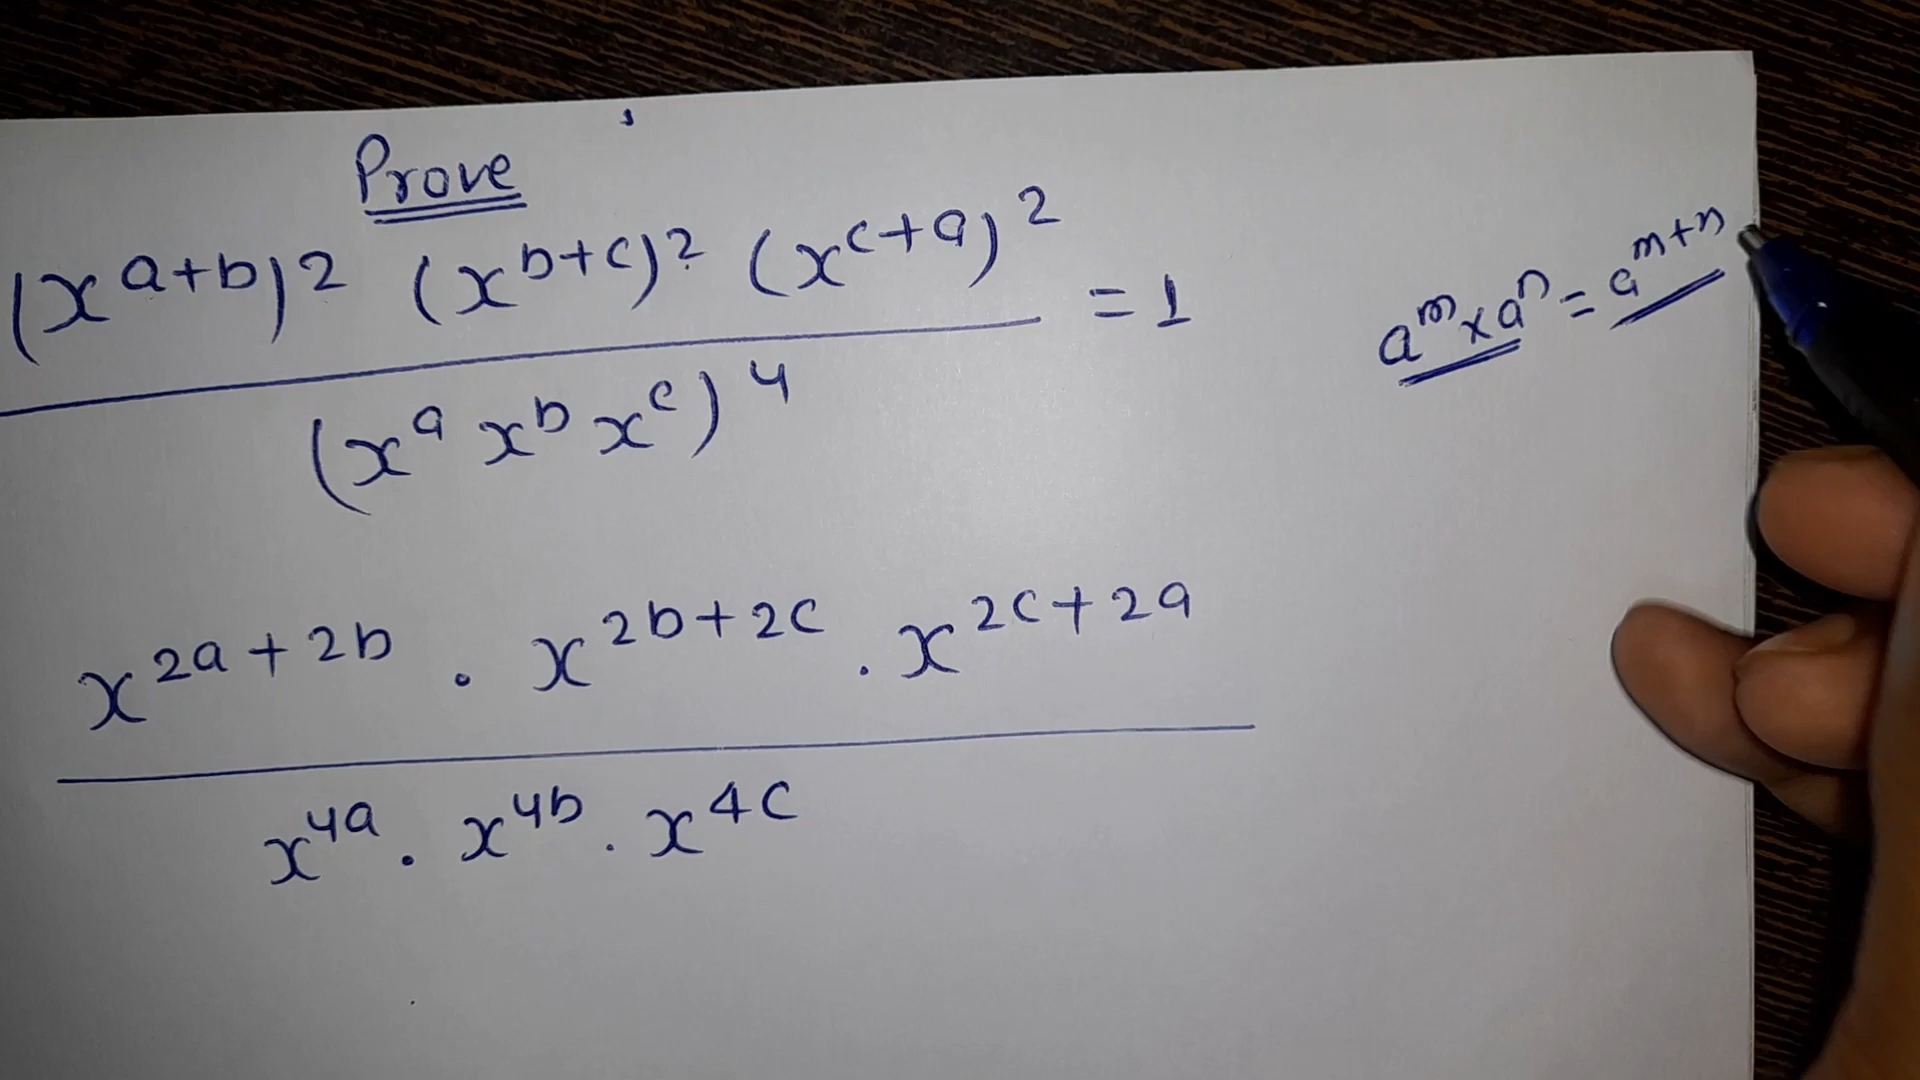 Prove
(x^{a+b})^2 (x^{b+c})^2 (x^{c+a})^2 / (x^a x^b x^c)^4 = 1
a^m × a^n = a^{m+n}
x^{2a+2b} . x^{2b+2c} . x^{2c+2a} / x^{4a} . x^{4b} . x^{4c}